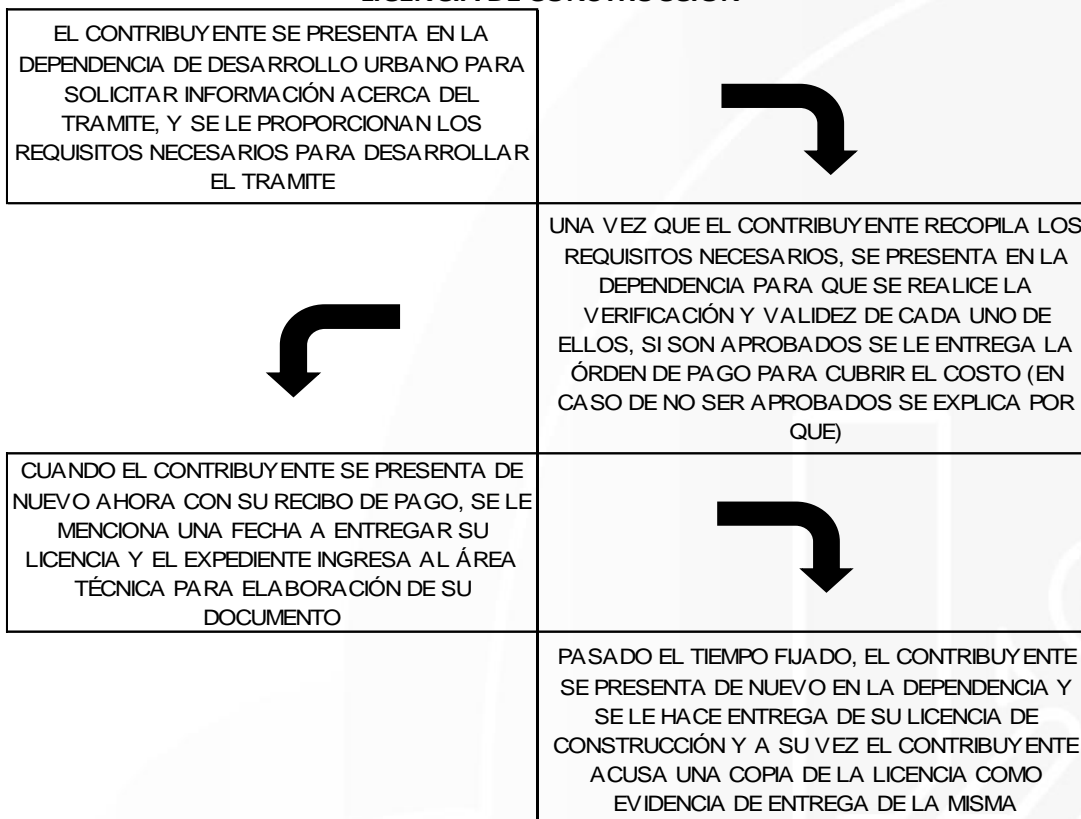 LICENCIA DE CONSTRUCCIÓN
EL CONTRIBUYENTE SE PRESENTA EN LA
DEPENDENCIA DE DESARROLLO URBANO PARA
SOLICITAR INFORMACIÓN ACERCA DEL
TRAMITE, Y SE LE PROPORCIONAN LOS
REQUISITOS NECESARIOS PARA DESARROLLAR
EL TRAMITE
UNA VEZ QUE EL CONTRIBUYENTE RECOPILA LOS
REQUISITOS NECESARIOS, SE PRESENTA EN LA
DEPENDENCIA PARA QUE SE REALICE LA
VERIFICACIÓN Y VALIDEZ DE CADA UNO DE
ELLOS, SI SON APROBADOS SE LE ENTREGA LA
ÓRDEN DE PAGO PARA CUBRIR EL COSTO (EN
CASO DE NO SER APROBADOS SE EXPLICA POR
QUE)
CUANDO EL CONTRIBUYENTE SE PRESENTA DE
NUEVO AHORA CON SU RECIBO DE PAGO, SE LE
MENCIONA UNA FECHA A ENTREGAR SU
LICENCIA Y EL EXPEDIENTE INGRESA AL ÁREA
TÉCNICA PARA ELABORACIÓN DE SU
DOCUMENTO
PASADO EL TIEMPO FIJADO, EL CONTRIBUYENTE
SE PRESENTA DE NUEVO EN LA DEPENDENCIA Y
SE LE HACE ENTREGA DE SU LICENCIA DE
CONSTRUCCIÓN Y A SU VEZ EL CONTRIBUYENTE
ACUSA UNA COPIA DE LA LICENCIA COMO
EVIDENCIA DE ENTREGA DE LA MISMA